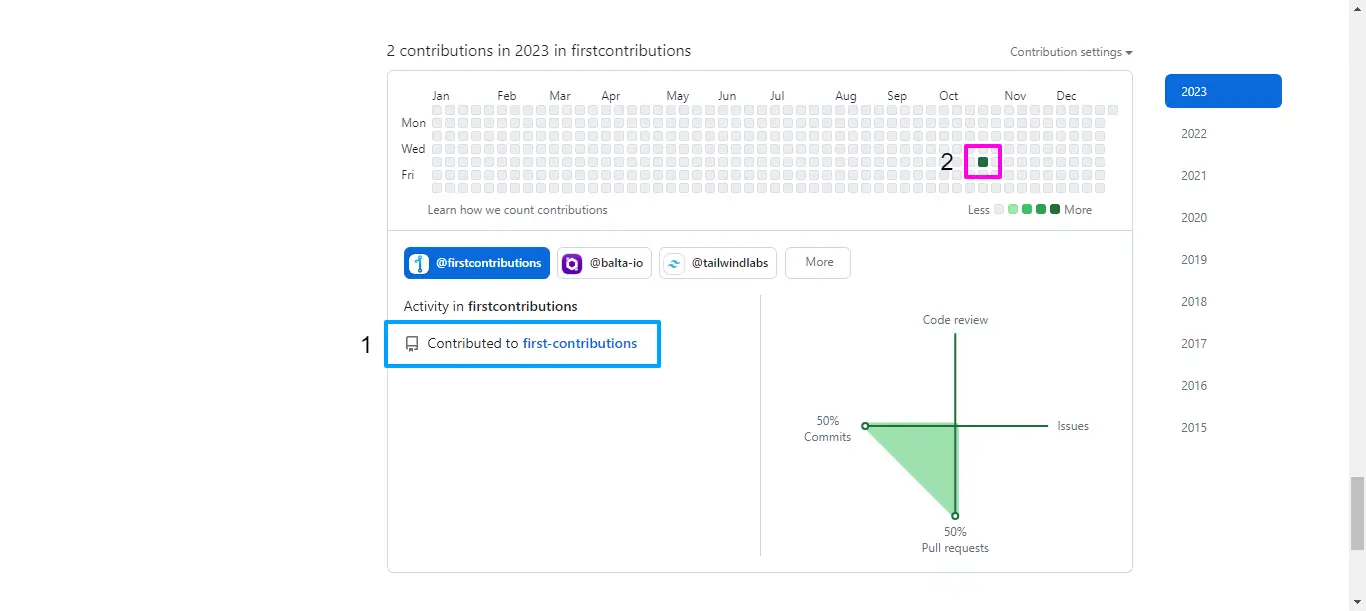 2 contributions in 2023 in firstcontributions
Contribution settings
Jan Feb Mar Apr May Jun Jul Aug Sep Oct Nov Dec
Mon
Wed
Fri
2
Learn how we count contributions
Less More
@firstcontributions @balta-io @tailwindlabs More
Activity in firstcontributions
1 Contributed to first-contributions
Code review
50%
Commits
Issues
50%
Pull requests
2023
2022
2021
2020
2019
2018
2017
2016
2015